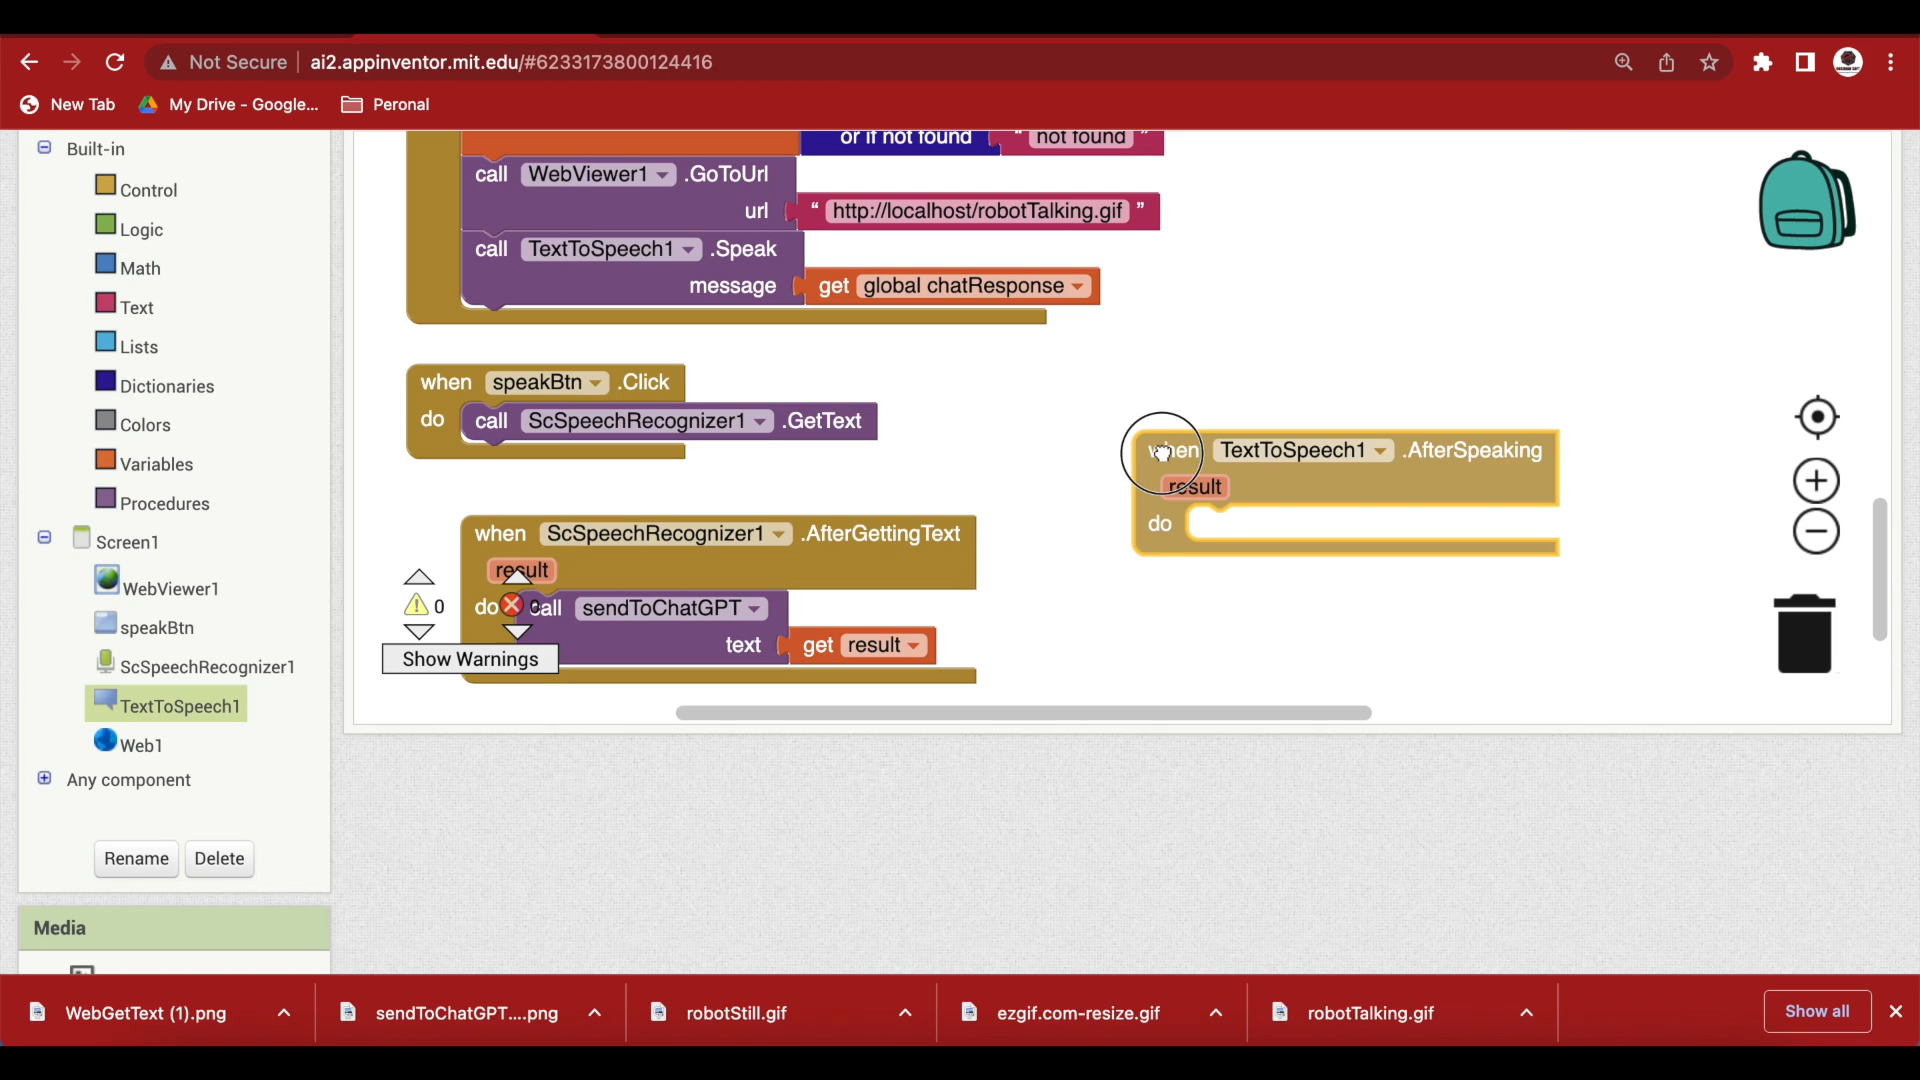 Not Secure
ai2.appinventor.mit.edu/#6233173800124416
New Tab
My Drive - Google...
Peronal
Built-in
Control
Logic
Math
Text
Lists
Dictionaries
Colors
Variables
Procedures
Screen1
WebViewer1
speakBtn
ScSpeechRecognizer1
TextToSpeech1
Web1
Any component
Rename
Delete
Media
or if not found " not found "
call WebViewer1 .GoToUrl
url " http://localhost/robotTalking.gif "
call TextToSpeech1 .Speak
message get global chatResponse
when speakBtn .Click
do call ScSpeechRecognizer1 .GetText
when ScSpeechRecognizer1 .AfterGettingText
result
do call sendToChatGPT
text get result
0 0
Show Warnings
when TextToSpeech1 .AfterSpeaking
result
do
WebGetText (1).png
sendToChatGPT....png
robotStill.gif
ezgif.com-resize.gif
robotTalking.gif
Show all